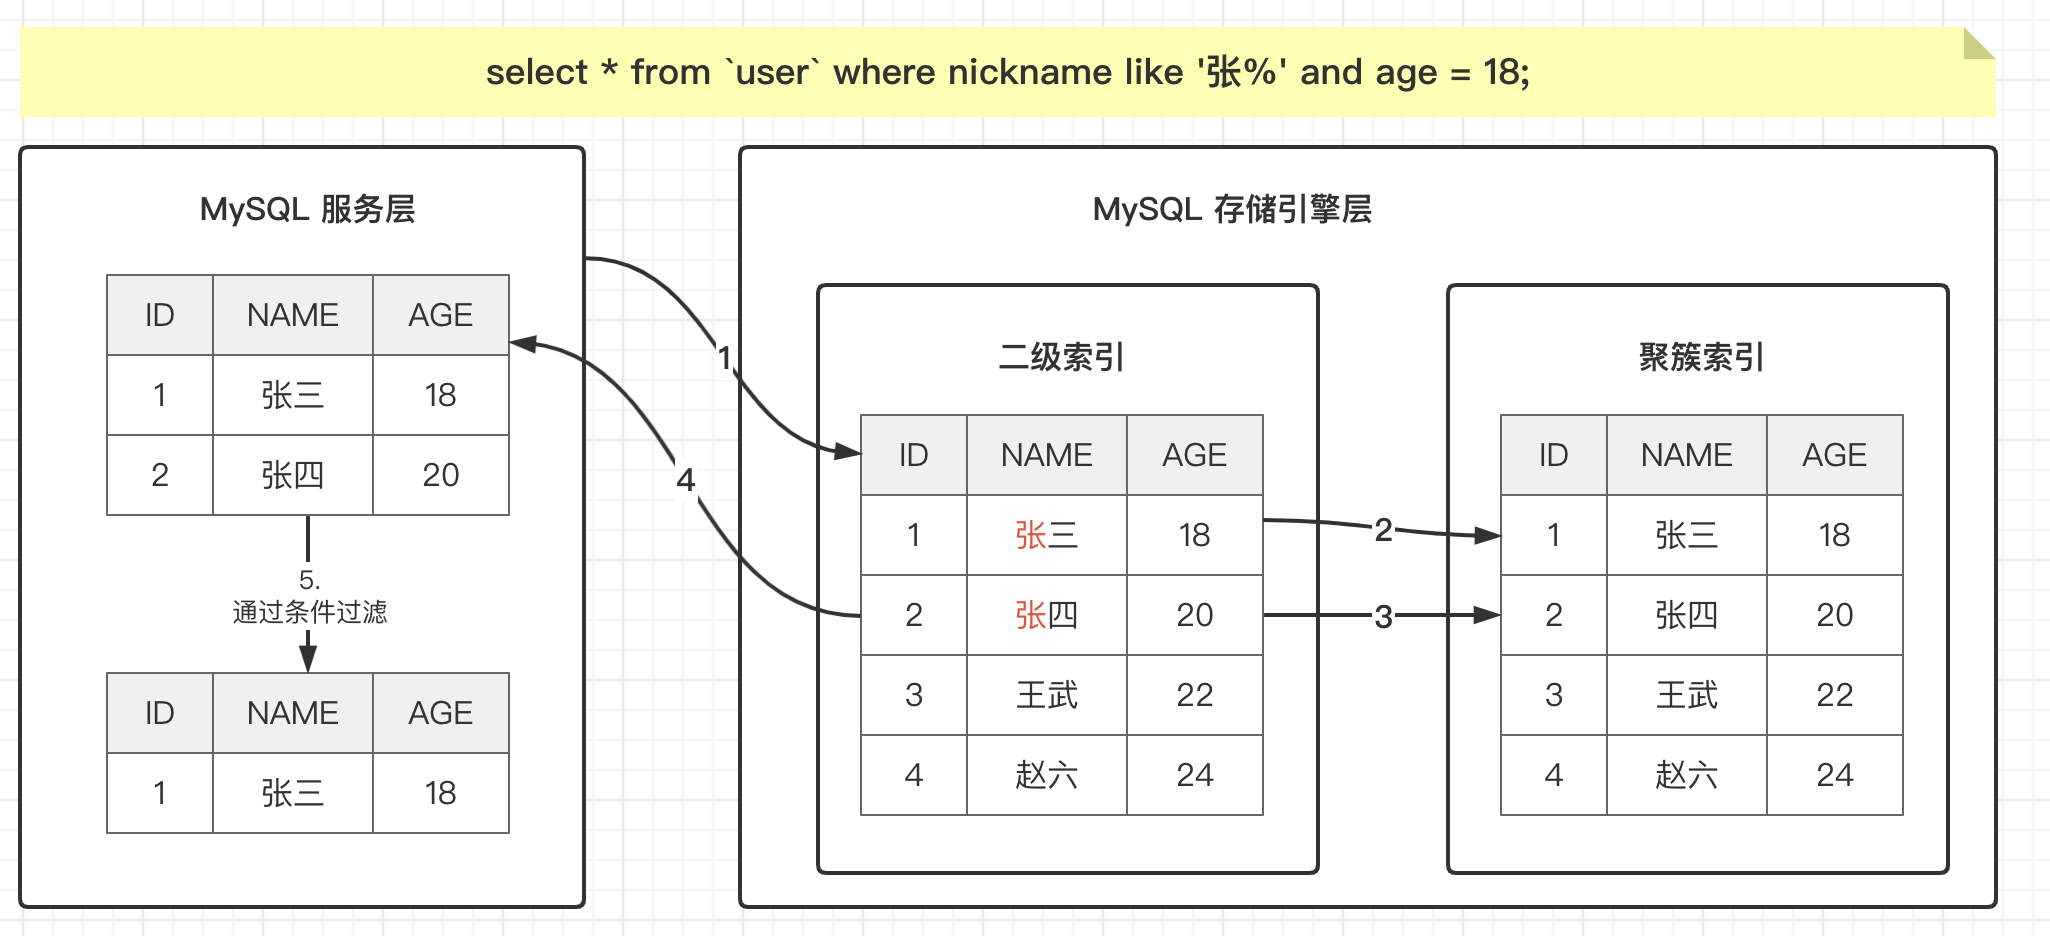 select * from `user` where nickname like '张%' and age = 18;
MySQL 服务层
ID NAME AGE
1 张三 18
2 张四 20
5.
通过条件过滤
ID NAME AGE
1 张三 18
1
4
MySQL 存储引擎层
二级索引
ID NAME AGE
1 张三 18
2 张四 20
3 王武 22
4 赵六 24
2
3
聚簇索引
ID NAME AGE
1 张三 18
2 张四 20
3 王武 22
4 赵六 24